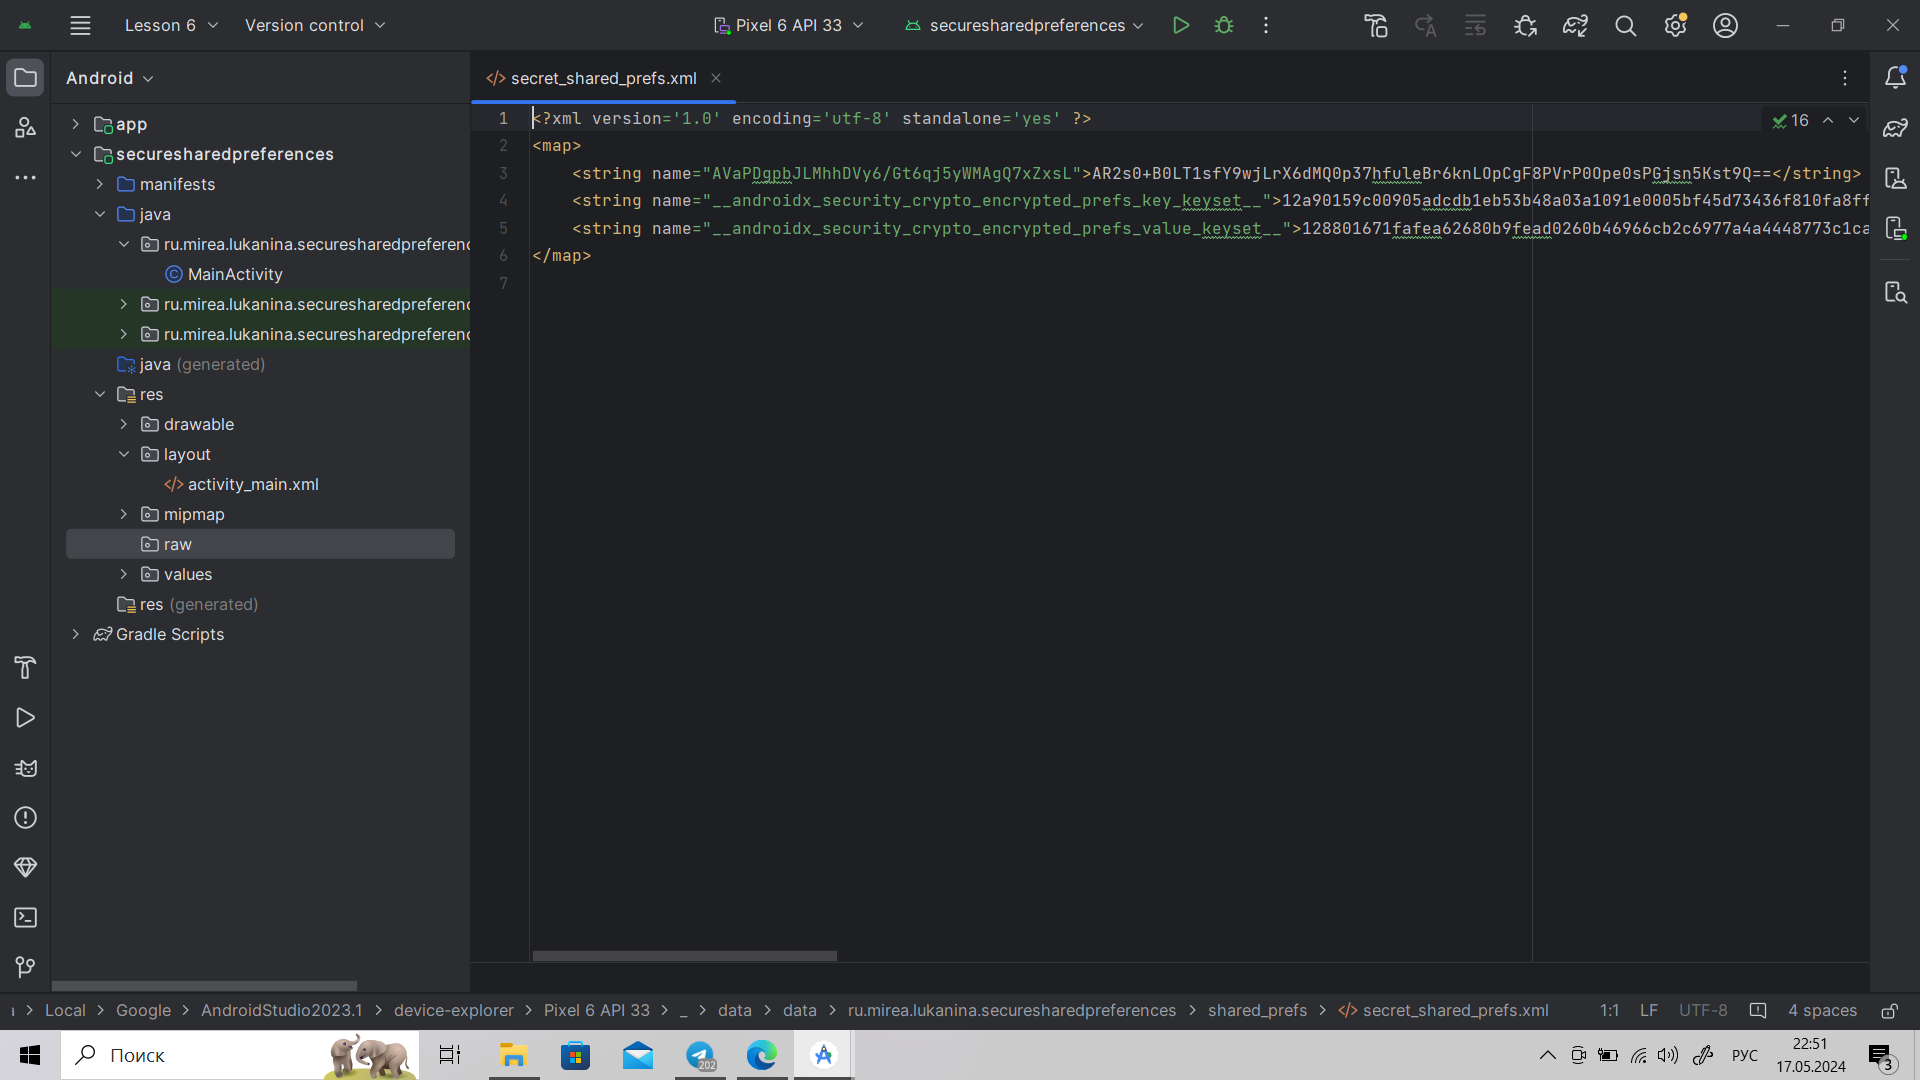 Lesson 6 Version control Pixel 6 API 33 securesharedpreferences
Android secret_shared_prefs.xml
app
securesharedpreferences
manifests
java
ru.mirea.lukanina.securesharedpreferenc
MainActivity
ru.mirea.lukanina.securesharedpreferenc
ru.mirea.lukanina.securesharedpreferenc
java (generated)
res
drawable
layout
activity_main.xml
mipmap
raw
values
res (generated)
Gradle Scripts
1 <?xml version='1.0' encoding='utf-8' standalone='yes' ?> 16
2 <map>
3 <string name="AVaPDqpbJLMhhDVy6/Gt6qj5yWMAgQ7xZxsL">AR2s0+B0LT1sfY9wjLrX6dMQ0p37hfuleBr6knLOpCgF8PVrP0Ope0sPGjsn5Kst9Q==</string>
4 <string name="__androidx_security_crypto_encrypted_prefs_key_keyset__">12a90159c00905adcdb1eb53b48a03a1091e0005bf45d73436f810fa8ff
5 <string name="__androidx_security_crypto_encrypted_prefs_value_keyset__">128801671fafea62680b9fead0260b46966cb2c6977a4a4448773c1ca
6 </map>
7
Local Google AndroidStudio2023.1 device-explorer Pixel 6 API 33 _ data data ru.mirea.lukanina.securesharedpreferences shared_prefs secret_shared_prefs.xml 1:1 LF UTF-8 4 spaces
Поиск 202 РУС 22:51
17.05.2024 3